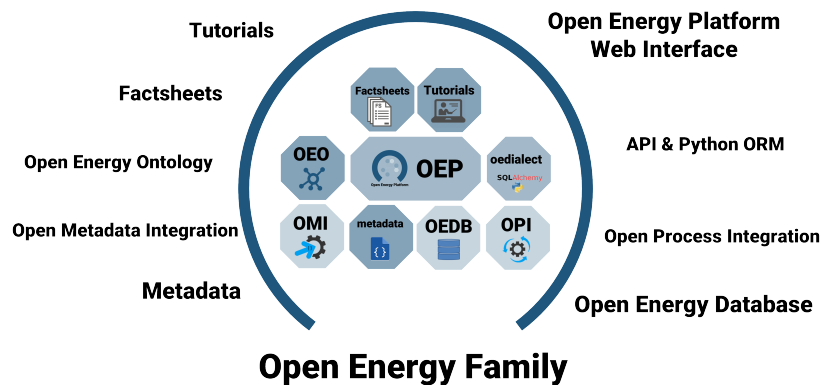 Tutorials
Open Energy Platform
Web Interface
Factsheets
Factsheets
FS
Tutorials
API & Python ORM
Open Energy Ontology
OEO
Open Energy Platform
OEP
oedialect
SQLAlchemy
Open Metadata Integration
OMI
metadata
{ }
OEDB
OPI
Open Process Integration
Metadata
Open Energy Database
Open Energy Family